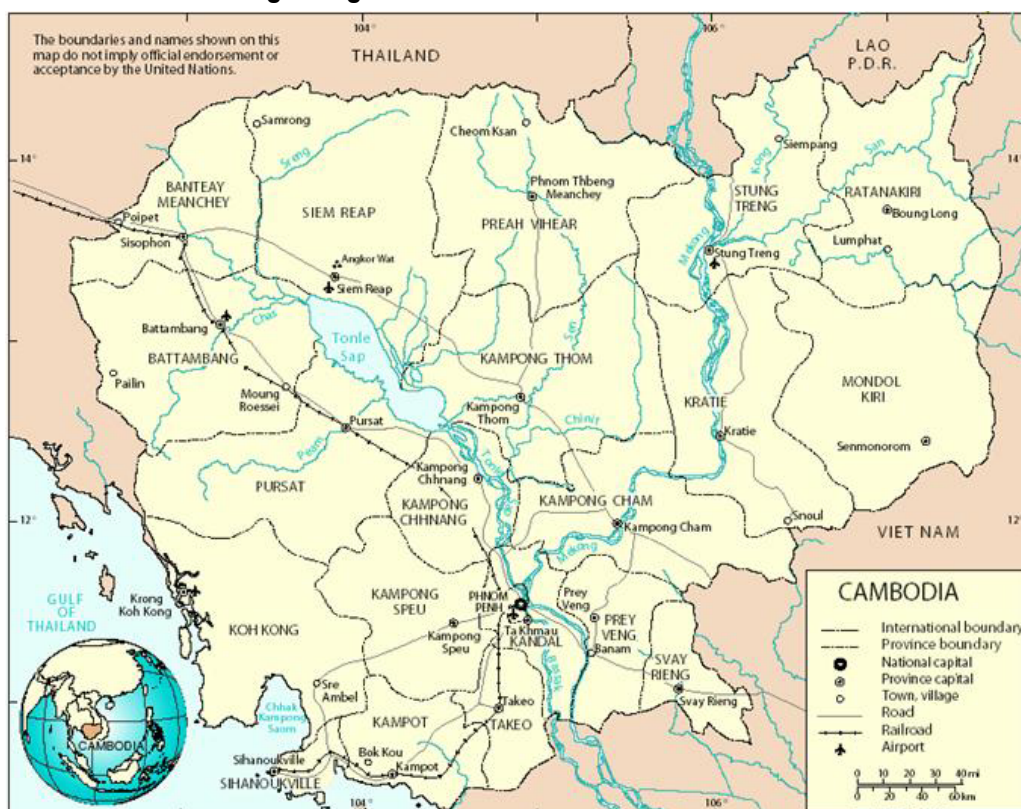 104°
106°
The boundaries and names shown on this
map do not imply official endorsement or
acceptance by the United Nations.
THAILAND
LAO
P.D.R.
Samrong
Sreng
Cheom Ksan
Siempang
Kong
San
14°
14°
BANTEAY
MEANCHEY
Phnom Thbeng
Meanchey
STUNG
TRENG
RATANAKIRI
SIEM REAP
PREAH VIHEAR
Boung Long
Poipet
Sisophon
Mekong
Lumphat
Stung Treng
Angkor Wat
Siem Reap
Chas
Sen
Battambang
Tonle
Sap
BATTAMBANG
KAMPONG THOM
MONDOL
KIRI
Pailin
Moung
Roessei
KRATIE
Kampong
Thom
Chinit
Pursat
Kratie
Senmonorom
Peam
Kampong
Chhnang
Tonle Sap
PURSAT
KAMPONG
CHHNANG
KAMPONG CHAM
Snoul
12°
12°
Kampong Cham
VIET NAM
Mekong
GULF
OF
THAILAND
Krong
Koh Kong
KAMPONG
SPEU
PHNOM
PENH
Prey
Veng
KOH KONG
PREY
VENG
Kampong
Speu
Ta Khmau
KANDAL
Banam
SVAY
RIENG
Bassak
Svay Rieng
Sre
Ambel
Takeo
Chhak
Kampong
Saom
KAMPOT
TAKEO
Bok Kou
Sihanoukville
Kampot
SIHANOUKVILLE
104°
106°
CAMBODIA
CAMBODIA
International boundary
Province boundary
National capital
Province capital
Town, village
Road
Railroad
Airport
0 20 40 mi
0 20 40 60 km